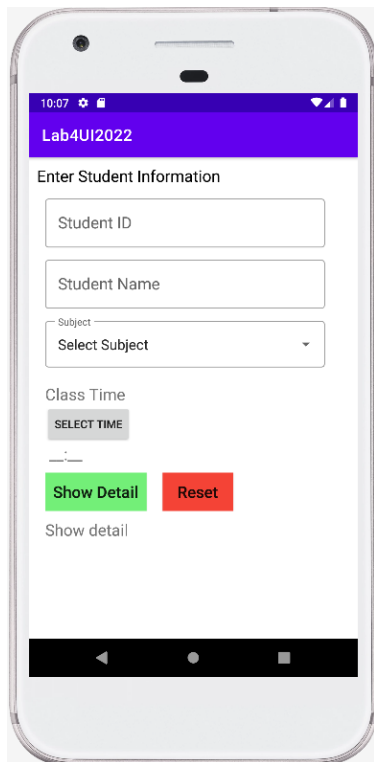 10:07
Lab4UI2022
Enter Student Information
Student ID
Student Name
Subject
Select Subject
Class Time
SELECT TIME
__:__
Show Detail Reset
Show detail